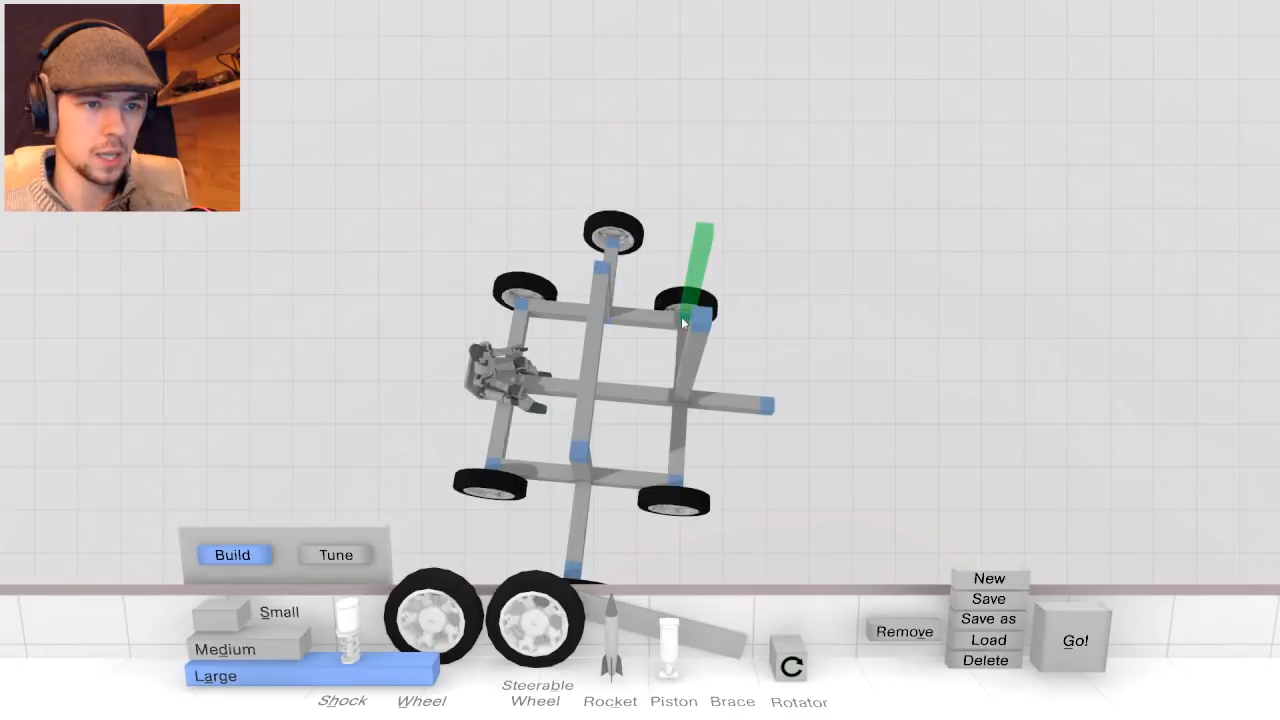 Build
Tune
Small
Medium
Large
Shock
Wheel
Steerable
Wheel
Rocket
Piston
Brace
Rotator
Remove
New
Save
Save as
Load
Delete
Go!